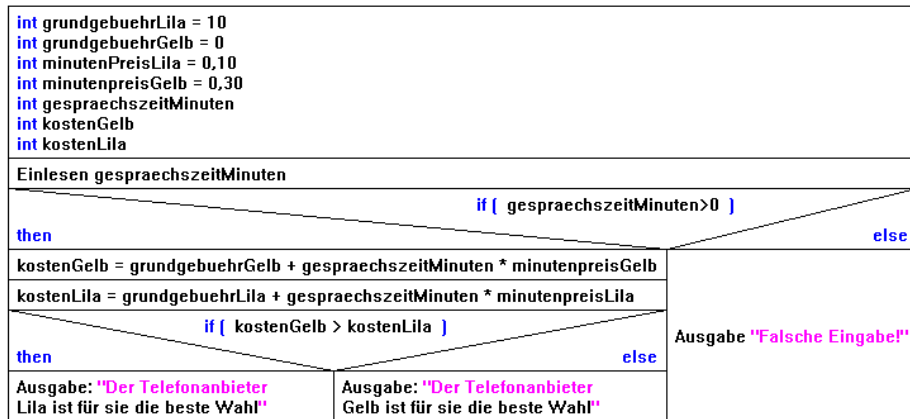 int grundgebuehrLila = 10
int grundgebuehrGelb = 0
int minutenPreisLila = 0,10
int minutenpreisGelb = 0,30
int gespraechszeitMinuten
int kostenGelb
int kostenLila
Einlesen gespraechszeitMinuten
if ( gespraechszeitMinuten>0 )
then
else
kostenGelb = grundgebuehrGelb + gespraechszeitMinuten * minutenpreisGelb
kostenLila = grundgebuehrLila + gespraechszeitMinuten * minutenpreisLila
if ( kostenGelb > kostenLila )
then
else
Ausgabe: "Der Telefonanbieter
Lila ist für sie die beste Wahl"
Ausgabe: "Der Telefonanbieter
Gelb ist für sie die beste Wahl"
Ausgabe "Falsche Eingabe!"